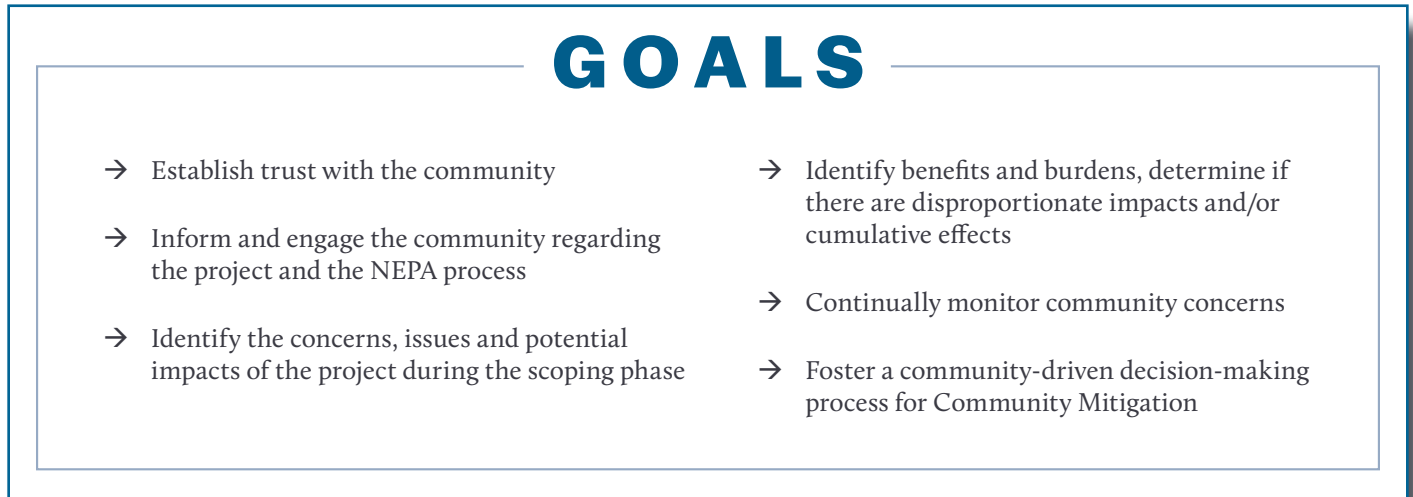 GOALS
→ Establish trust with the community
→ Inform and engage the community regarding
the project and the NEPA process
→ Identify the concerns, issues and potential
impacts of the project during the scoping phase
→ Identify benefits and burdens, determine if
there are disproportionate impacts and/or
cumulative effects
→ Continually monitor community concerns
→ Foster a community-driven decision-making
process for Community Mitigation